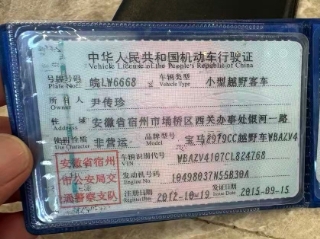 中华人民共和国机动车行驶证
Vehicle License of the People's Republic of China
号牌号码 皖LW6668 车辆类型 小型越野客车
Vehicle Type
所有人 尹传珍
Owner
住址 安徽省宿州市埇桥区西关办事处银河一路
使用性质 非营运 品牌型号 宝马2979CC越野车WBAZV4
Use Character
安徽省宿州 车辆识别代号 WBAZV4107CL824768
市公安局交 发动机号码 10498037N55B30A
Engine No.
通警察支队 注册日期 2012-10-19 发证日期 2015-09-15
Issue Date